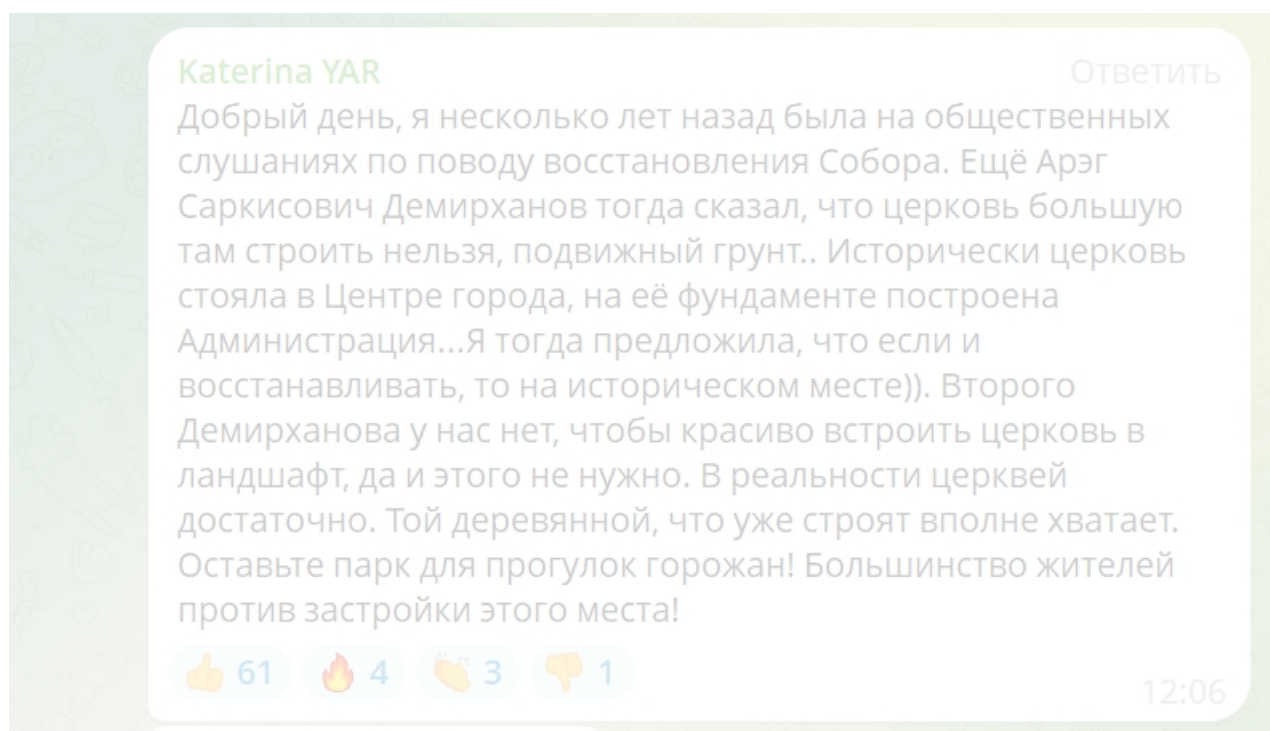 Katerina YAR Ответить
Добрый день, я несколько лет назад была на общественных
слушаниях по поводу восстановления Собора. Ещё Арэг
Саркисович Демирханов тогда сказал, что церковь большую
там строить нельзя, подвижный грунт.. Исторически церковь
стояла в Центре города, на её фундаменте построена
Администрация...Я тогда предложила, что если и
восстанавливать, то на историческом месте)). Второго
Демирханова у нас нет, чтобы красиво встроить церковь в
ландшафт, да и этого не нужно. В реальности церквей
достаточно. Той деревянной, что уже строят вполне хватает.
Оставьте парк для прогулок горожан! Большинство жителей
против застройки этого места!
👍 61 🔥 4 👏 3 👎 1
12:06